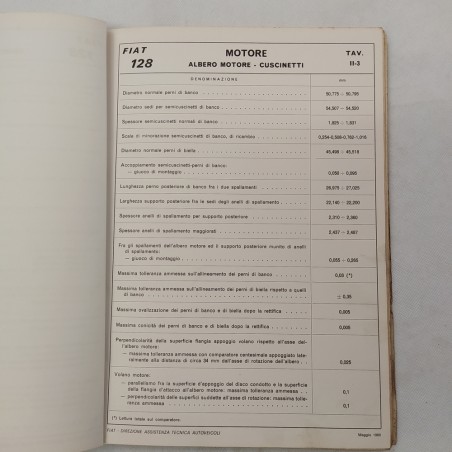 FIAT
128
MOTORE
ALBERO MOTORE - CUSCINETTI
TAV.
II-3
DENOMINAZIONE
mm
Diametro normale perni di banco
50,775 - 50,795
Diametro sedi per semicuscinetti di banco
54,507 - 54,520
Spessore semicuscinetti normali di banco
1,825 - 1,831
Scala di minorazione semicuscinetti di banco, di ricambio
0,254-0,508-0,762-1,016
Diametro normale perni di biella
45,498 - 45,518
Accoppiamento semicuscinetti-perni di banco:
— giuoco di montaggio
0,050 - 0,095
Lunghezza perno posteriore di banco fra i due spallamenti
26,975 - 27,025
Larghezza supporto posteriore fra le sedi degli anelli di spallamento
22,140 - 22,200
Spessore anelli di spallamento per supporto posteriore
2,310 - 2,360
Spessore anelli di spallamento maggiorati
2,437 - 2,487
Fra gli spallamenti dell'albero motore ed il supporto posteriore munito di anelli
di spallamento:
— giuoco di montaggio
0,055 - 0,265
Massima tolleranza ammessa sull'allineamento dei perni di banco
0,03 (*)
Massima tolleranza ammessa sull'allineamento dei perni di biella rispetto a quelli
di banco
± 0,35
Massima ovalizzazione dei perni di banco e di biella dopo la rettifica
0,005
Massima conicità dei perni di banco e di biella dopo la rettifica
0,005
Perpendicolarità della superficie flangia appoggio volano rispetto all'asse del-
l'albero motore:
— massima tolleranza ammessa con comparatore centesimale appoggiato late-
ralmente alla distanza di circa 34 mm dall'asse di rotazione dell'albero
0,025
Volano motore:
— parallelismo fra la superficie d'appoggio del disco condotto e la superficie
della flangia d'attacco all'albero motore: massima tolleranza ammessa
0,1
— perpendicolarità delle superfici suddette all'asse di rotazione: massima tolle-
ranza ammessa
0,1
(*) Lettura totale sul comparatore.
FIAT - DIREZIONE ASSISTENZA TECNICA AUTOVEICOLI
Maggio 1969